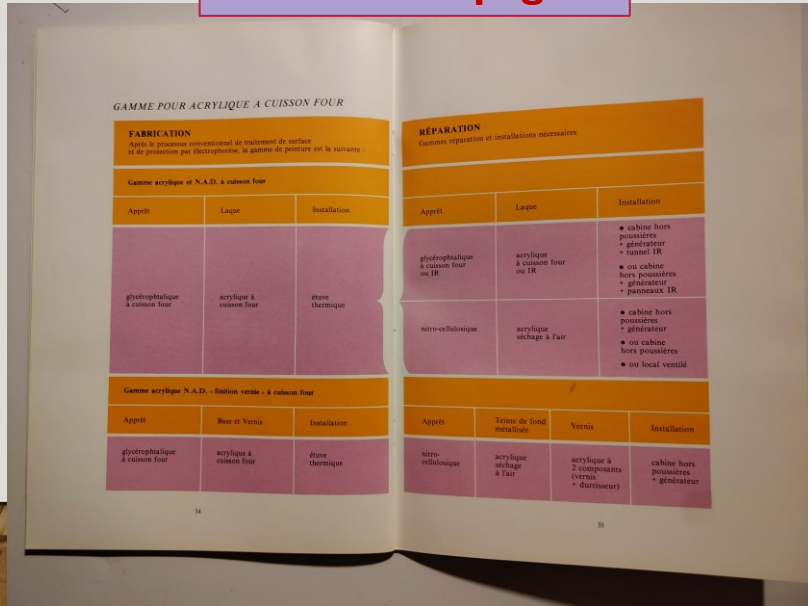 GAMME POUR ACRYLIQUE A CUISSON FOUR
FABRICATION
Après le processus conventionnel de traitement de surface
et de protection par électrophorèse, la gamme de peinture est la suivante :
Gamme acrylique et N.A.D. à cuisson four
Apprêt
Laque
Installation
glycérophtalique
à cuisson four
acrylique à
cuisson four
étuve
thermique
Gamme acrylique N.A.D. « finition vernie » à cuisson four
Apprêt
Base et Vernis
Installation
glycérophtalique
à cuisson four
acrylique à
cuisson four
étuve
thermique
34
RÉPARATION
Gammes réparation et installations nécessaires
Apprêt
Laque
Installation
glycérophtalique
à cuisson four
ou IR
acrylique
à cuisson four
ou IR
• cabine hors
poussières
+ générateur
+ tunnel IR
• ou cabine
hors poussières
+ générateur
+ panneaux IR
nitro-cellulosique
acrylique
séchage à l'air
• cabine hors
poussières
+ générateur
• ou cabine
hors poussières
• ou local ventilé
Apprêt
Teinte de fond
métallisée
Vernis
Installation
nitro-
cellulosique
acrylique
séchage
à l'air
acrylique à
2 composants
(vernis
+ durcisseur)
cabine hors
poussières
+ générateur
35